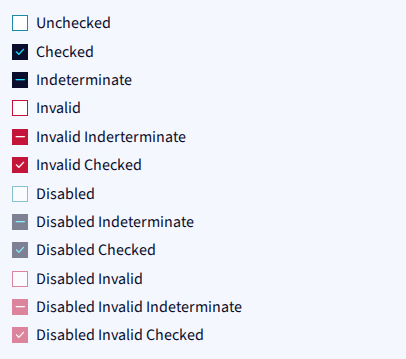 Unchecked
Checked
Indeterminate
Invalid
Invalid Inderterminate
Invalid Checked
Disabled
Disabled Indeterminate
Disabled Checked
Disabled Invalid
Disabled Invalid Indeterminate
Disabled Invalid Checked